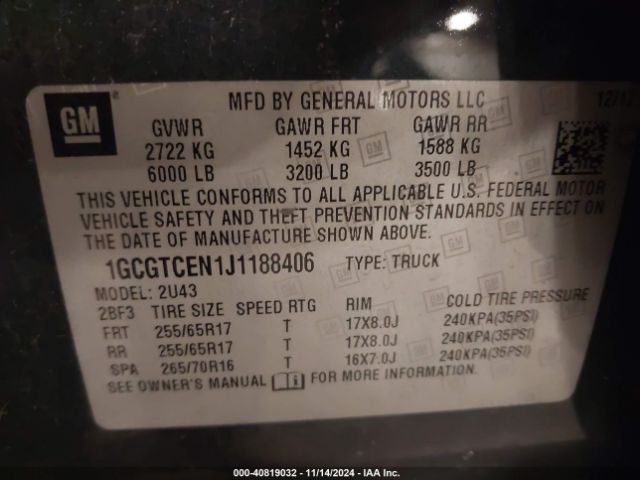 GM ®
MFD BY GENERAL MOTORS LLC
GVWR GAWR FRT GAWR RR
2722 KG 1452 KG 1588 KG
6000 LB 3200 LB 3500 LB
THIS VEHICLE CONFORMS TO ALL APPLICABLE U.S. FEDERAL MOTOR
VEHICLE SAFETY AND THEFT PREVENTION STANDARDS IN EFFECT ON
THE DATE OF MANUFACTURE SHOWN ABOVE.
1GCGTCEN1J1188406 TYPE: TRUCK
MODEL: 2U43
2BF3 TIRE SIZE SPEED RTG RIM COLD TIRE PRESSURE
FRT 255/65R17 T 17X8.0J 240KPA(35PSI)
RR 255/65R17 T 17X8.0J 240KPA(35PSI)
SPA 265/70R16 T 16X7.0J 240KPA(35PSI)
SEE OWNER'S MANUAL FOR MORE INFORMATION.
000-40819032 - 11/14/2024 - IAA Inc.